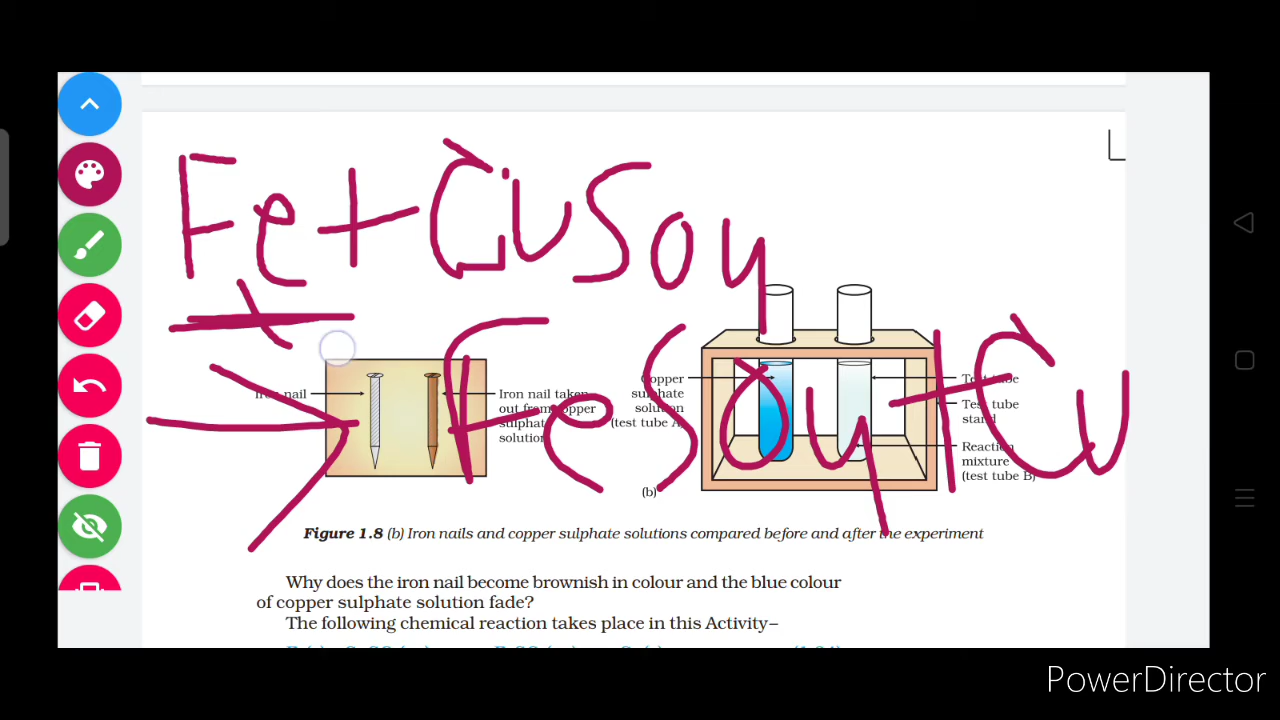 Fe+CuSo4
→ FeSo4+Cu
Iron nail
Iron nail taken
out from copper
sulphate
solution
Copper
sulphate
solution
(test tube A)
Test tube
Test tube
stand
Reaction
mixture
(test tube B)
(b)
Figure 1.8 (b) Iron nails and copper sulphate solutions compared before and after the experiment
Why does the iron nail become brownish in colour and the blue colour
of copper sulphate solution fade?
The following chemical reaction takes place in this Activity–
PowerDirector